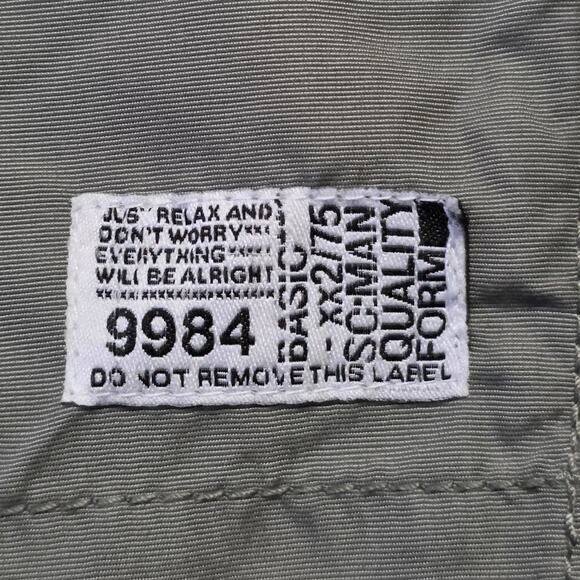 JUST RELAX AND
DON'T WORRY***
EVERYTHING****
WILL BE ALRIGHT
9984
DO NOT REMOVE THIS LABEL
BASIC
- xx2/75
SC:MAN
QUALITY
FORM